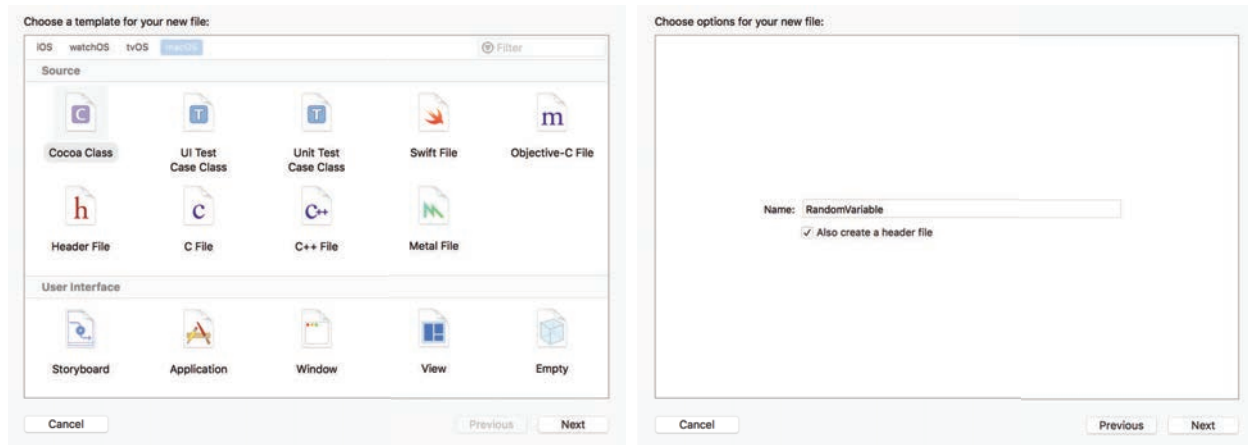 Choose a template for your new file:
iOS watchOS tvOS macOS
Filter
Source
C
T
T
m
Cocoa Class
UI Test
Case Class
Unit Test
Case Class
Swift File
Objective-C File
h
c
C++
Header File
C File
C++ File
Metal File
User Interface
Storyboard
Application
Window
View
Empty
Cancel
Previous
Next
Choose options for your new file:
Name: RandomVariable
Also create a header file
Cancel
Previous
Next